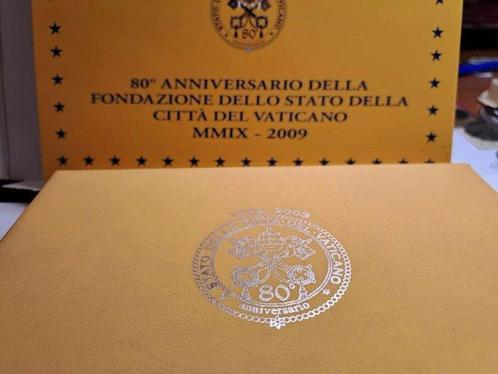 80°
80° ANNIVERSARIO DELLA
FONDAZIONE DELLO STATO DELLA
CITTÀ DEL VATICANO
MMIX - 2009
STATO DELLA CITTÀ DEL VATICANO
80°
anniversario